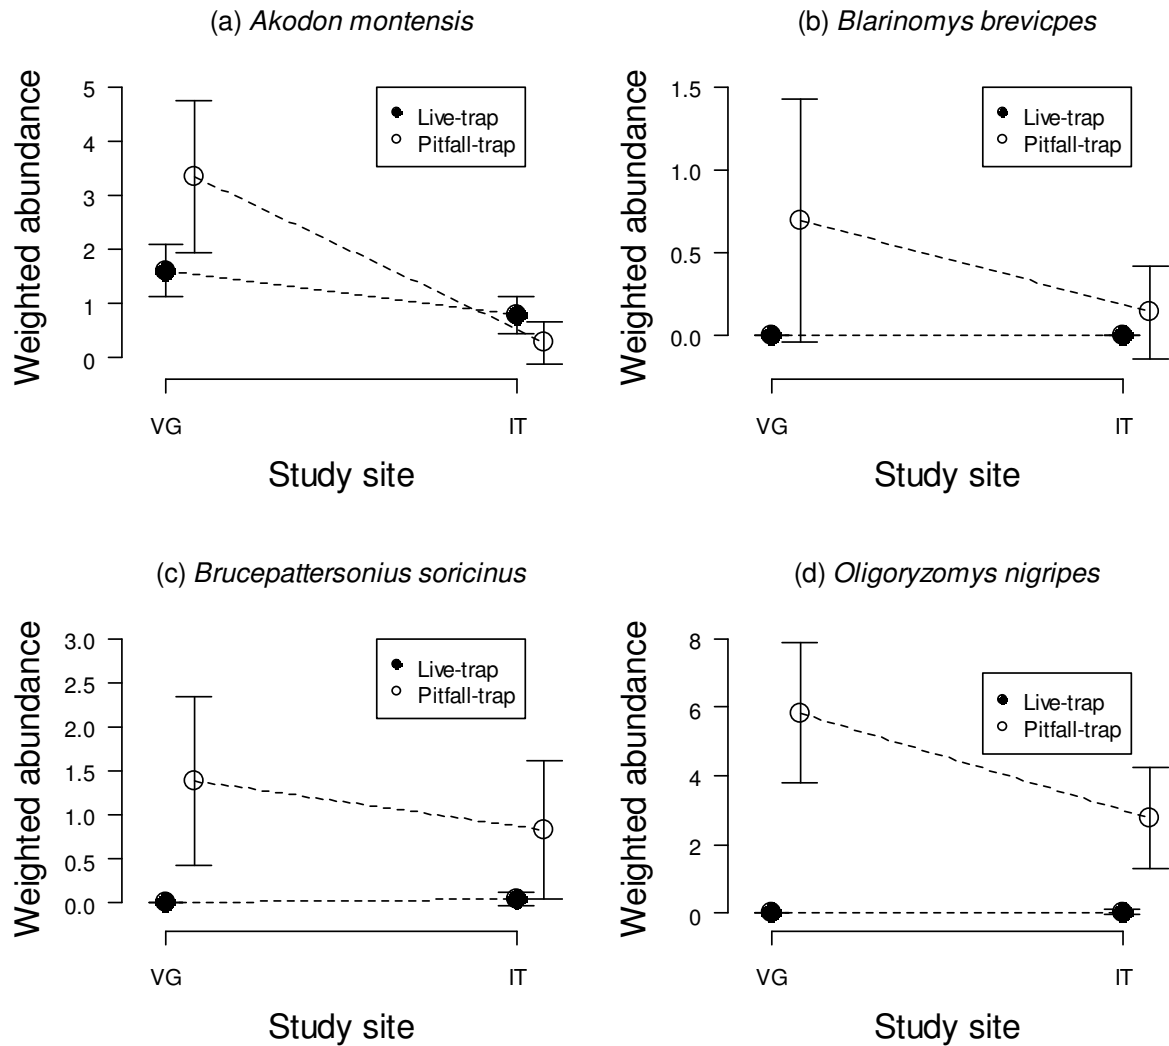 (a) Akodon montensis
Weighted abundance
5
4
3
2
1
0
Live-trap
Pitfall-trap
VG
IT
Study site
(b) Blarinomys brevicpes
Weighted abundance
1.5
1.0
0.5
0.0
Live-trap
Pitfall-trap
VG
IT
Study site
(c) Brucepattersonius soricinus
Weighted abundance
3.0
2.5
2.0
1.5
1.0
0.5
0.0
Live-trap
Pitfall-trap
VG
IT
Study site
(d) Oligoryzomys nigripes
Weighted abundance
8
6
4
2
0
Live-trap
Pitfall-trap
VG
IT
Study site